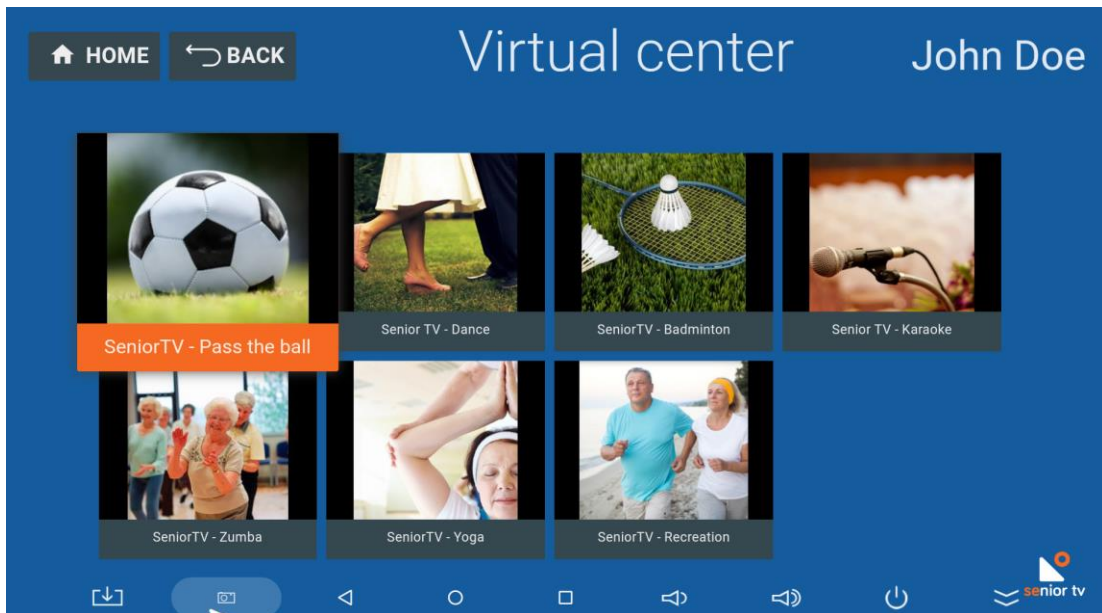 HOME
BACK
Virtual center
John Doe
SeniorTV - Pass the ball
Senior TV - Dance
SeniorTV - Badminton
Senior TV - Karaoke
SeniorTV - Zumba
SeniorTV - Yoga
SeniorTV - Recreation
senior tv